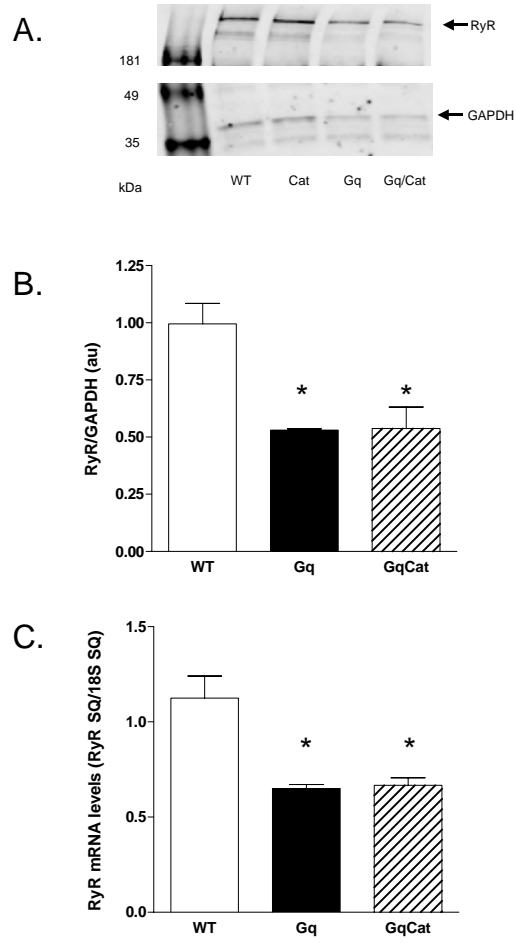 A.
RyR
181
49
GAPDH
35
kDa
WT Cat Gq Gq/Cat
B.
RyR/GAPDH (au)
1.25
1.00
0.75
0.50
0.25
0.00
* *
WT Gq GqCat
C.
RyR mRNA levels (RyR SQ/18S SQ)
1.5
1.0
0.5
0.0
* *
WT Gq GqCat